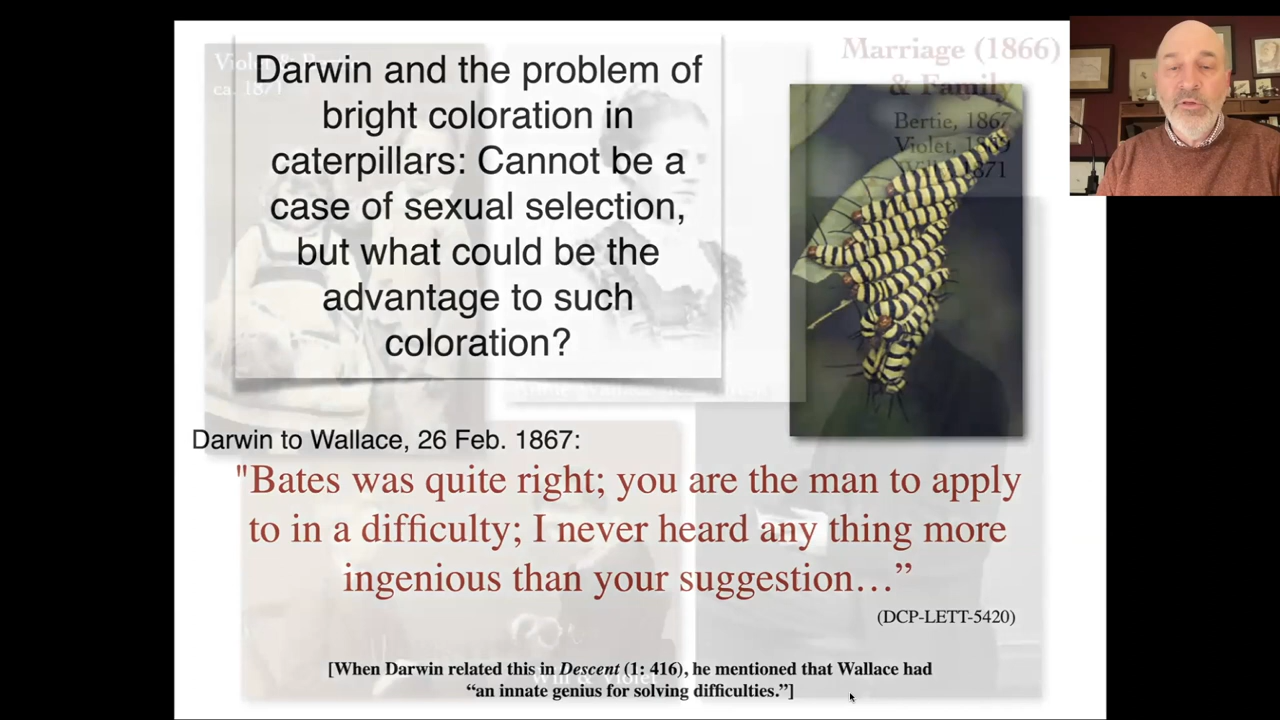 Darwin and the problem of
bright coloration in
caterpillars: Cannot be a
case of sexual selection,
but what could be the
advantage to such
coloration?
Marriage (1866)
& Family
Bertie, 1867
Violet, 1869
1871
Darwin to Wallace, 26 Feb. 1867:
"Bates was quite right; you are the man to apply
to in a difficulty; I never heard any thing more
ingenious than your suggestion…”
(DCP-LETT-5420)
[When Darwin related this in Descent (1: 416), he mentioned that Wallace had
“an innate genius for solving difficulties.”]